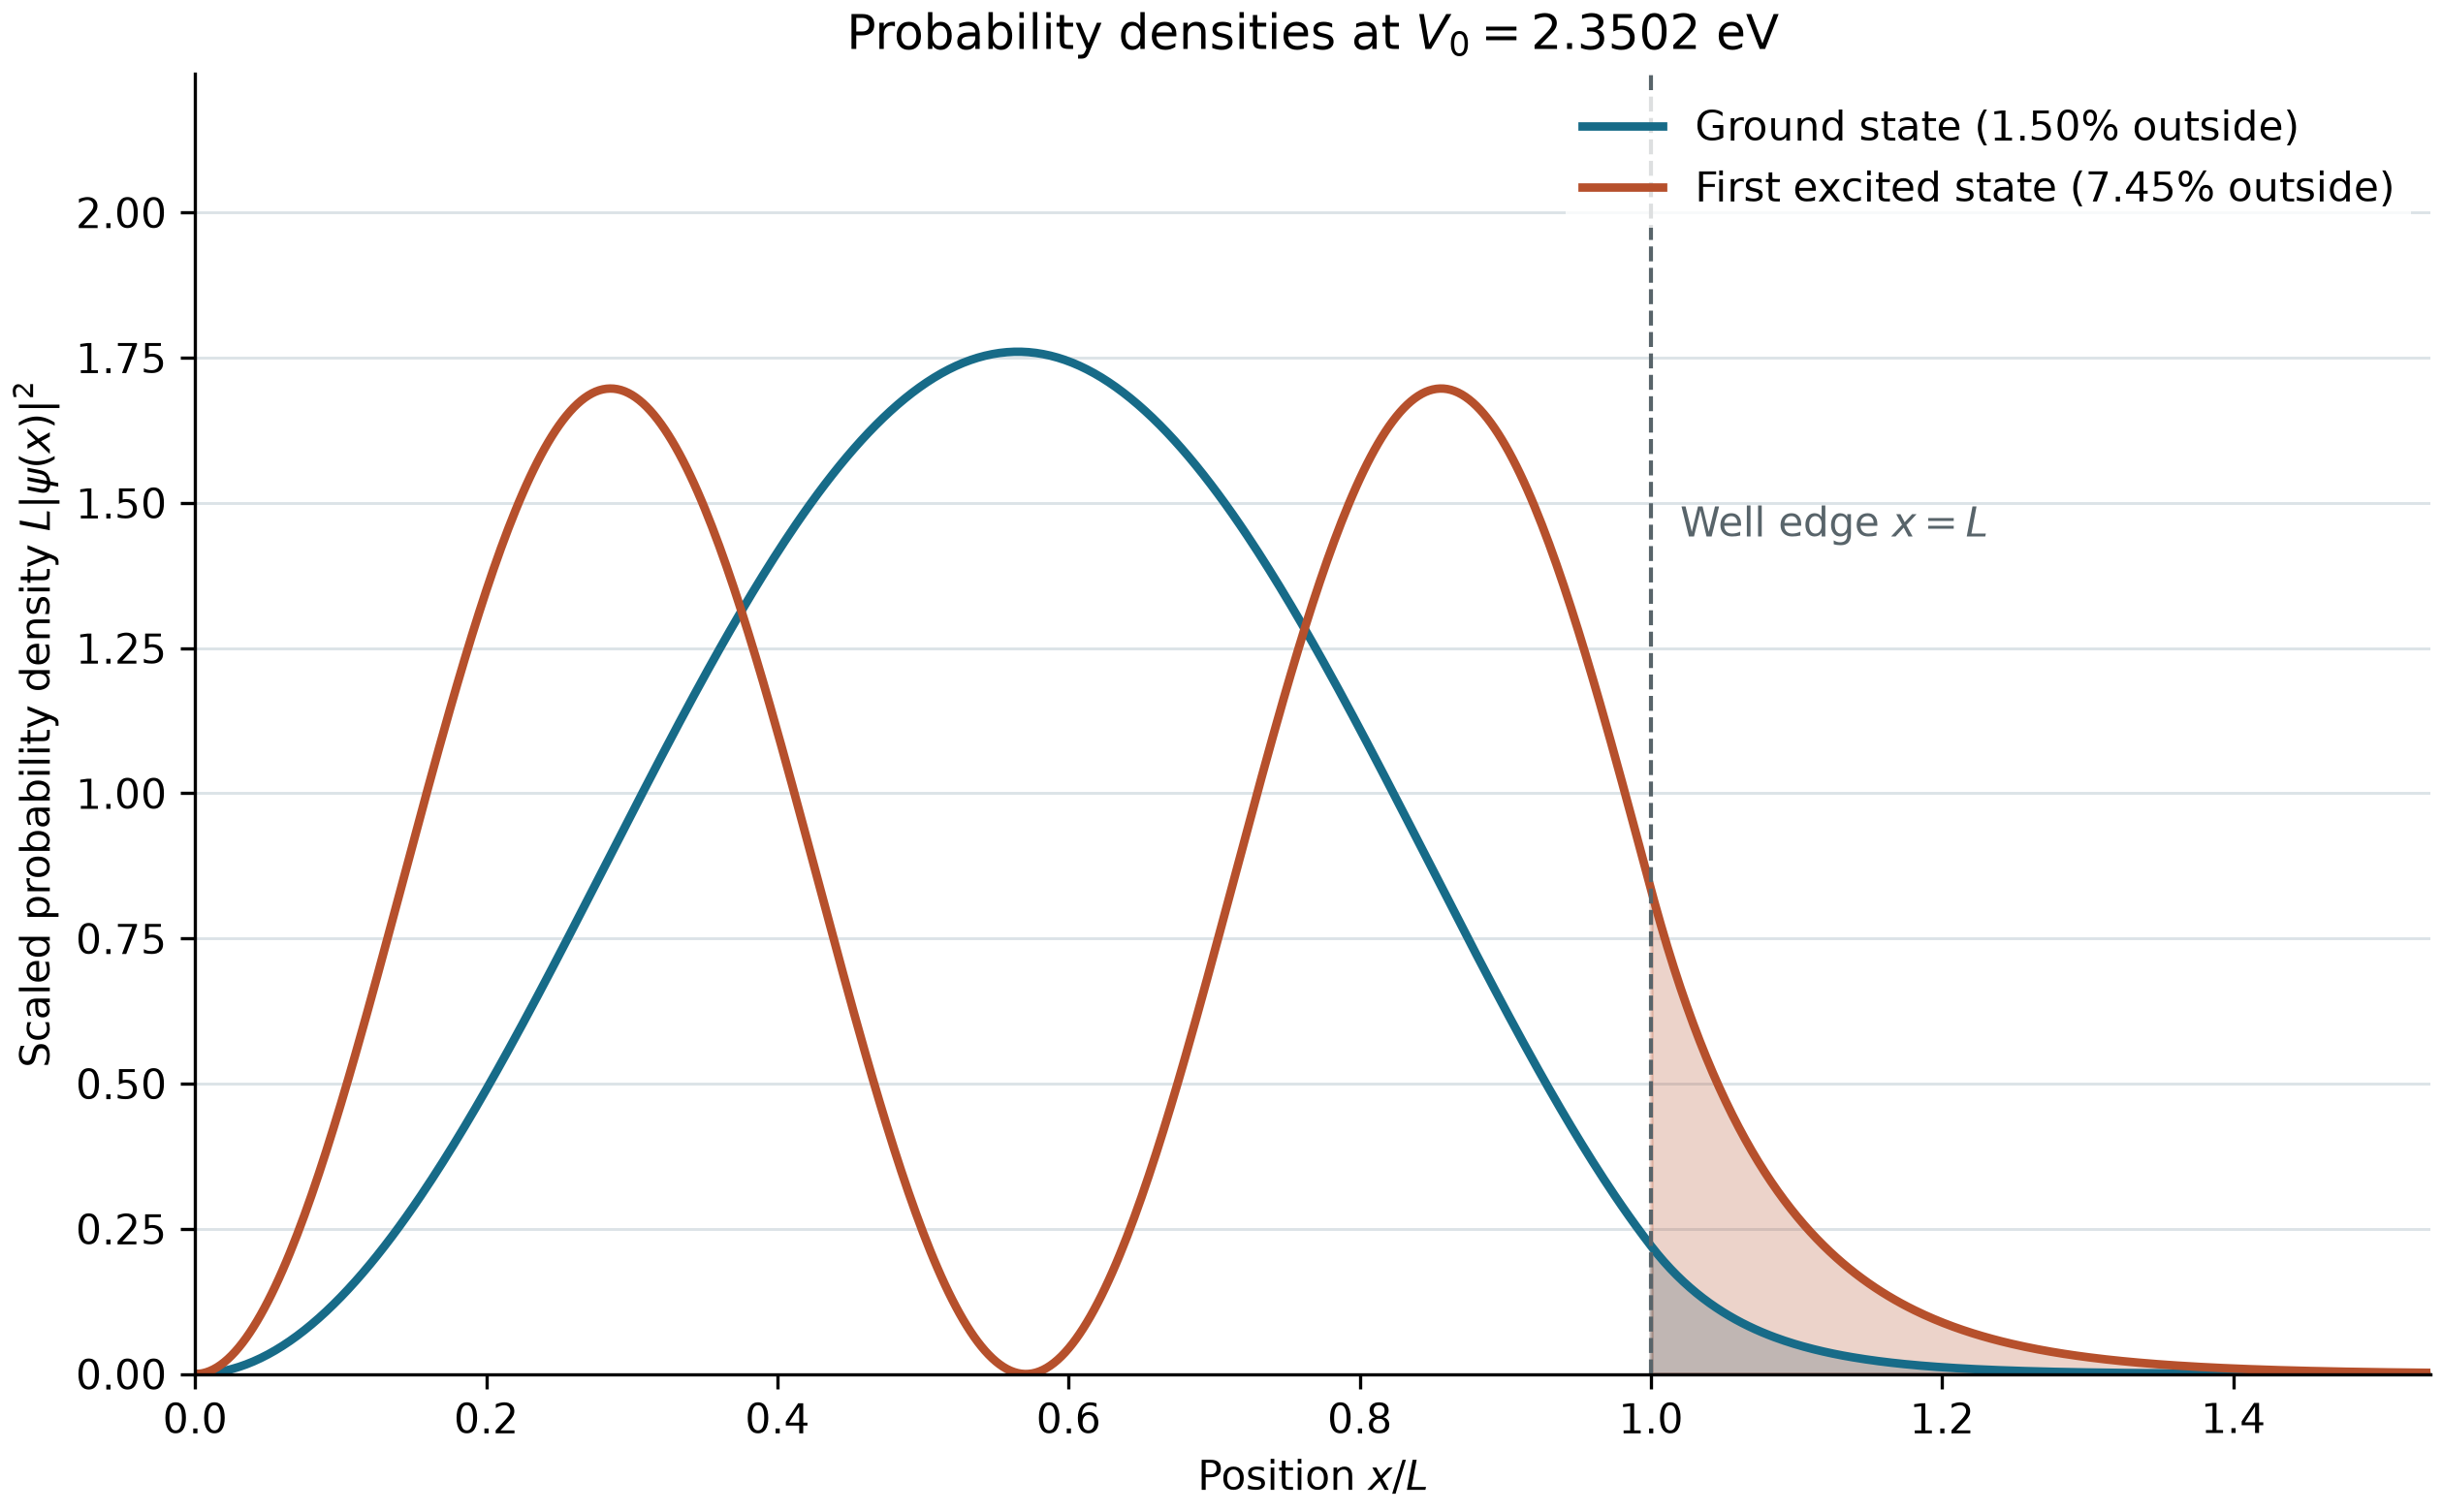 Probability densities at V₀ = 2.3502 eV
Ground state (1.50% outside)
First excited state (7.45% outside)
Well edge x = L
Scaled probability density L|ψ(x)|²
2.00
1.75
1.50
1.25
1.00
0.75
0.50
0.25
0.00
0.0 0.2 0.4 0.6 0.8 1.0 1.2 1.4
Position x/L